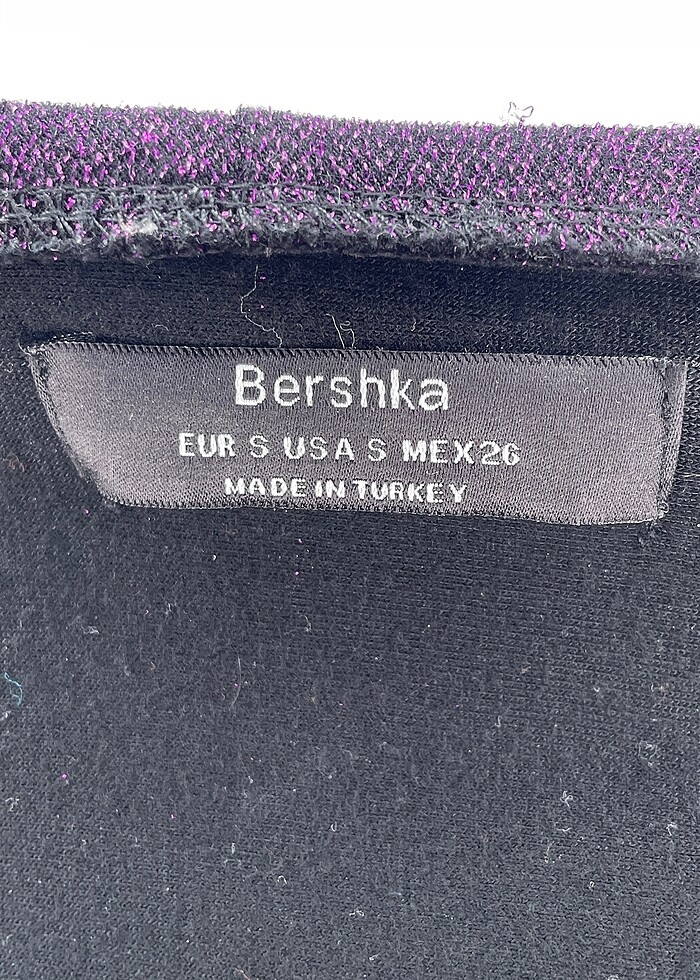 Bershka
EUR S USA S MEX 26
MADE IN TURKEY